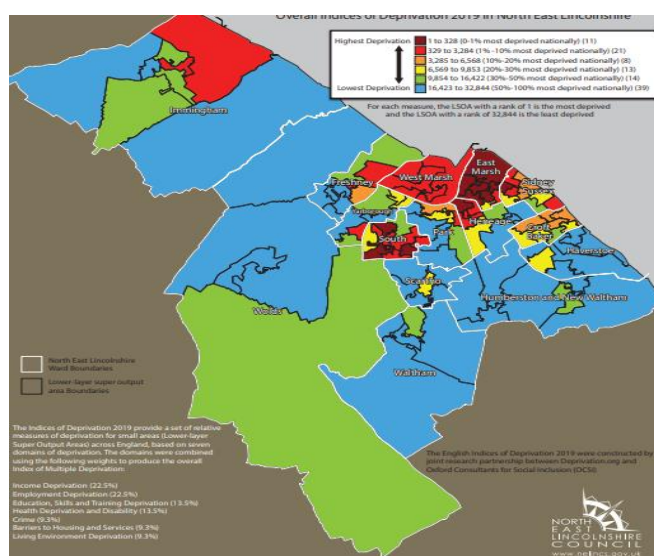 Overall Indices of Deprivation 2019 in North East Lincolnshire
Highest Deprivation
Lowest Deprivation
1 to 328 (0-1% most deprived nationally) (11)
329 to 3,284 (1% -10% most deprived nationally) (21)
3,285 to 6,568 (10%-20% most deprived nationally) (8)
6,569 to 9,853 (20%-30% most deprived nationally) (13)
9,854 to 16,422 (30%-50% most deprived nationally) (14)
16,423 to 32,844 (50%-100% most deprived nationally) (39)
For each measure, the LSOA with a rank of 1 is the most deprived
and the LSOA with a rank of 32,844 is the least deprived
Immingham
Freshney
West Marsh
East
Marsh
Sidney
Sussex
Yarborough
South
Park
Heneage
Croft
Baker
Haverstoe
Scartho
Humberston and New Waltham
Wolds
Waltham
North East Lincolnshire
Ward Boundaries
Lower-layer super output
area Boundaries
The Indices of Deprivation 2019 provide a set of relative
measures of deprivation for small areas (Lower-layer
Super Output Areas) across England, based on seven
domains of deprivation. The domains were combined
using the following weights to produce the overall
Index of Multiple Deprivation:
Income Deprivation (22.5%)
Employment Deprivation (22.5%)
Education, Skills and Training Deprivation (13.5%)
Health Deprivation and Disability (13.5%)
Crime (9.3%)
Barriers to Housing and Services (9.3%)
Living Environment Deprivation (9.3%)
The English Indices of Deprivation 2019 were conducted by
joint research partnership between Deprivation.org and
Oxford Consultants for Social Inclusion (OCSI)
NORTH
EAST
LINCOLNSHIRE
COUNCIL
www.nelincs.gov.uk